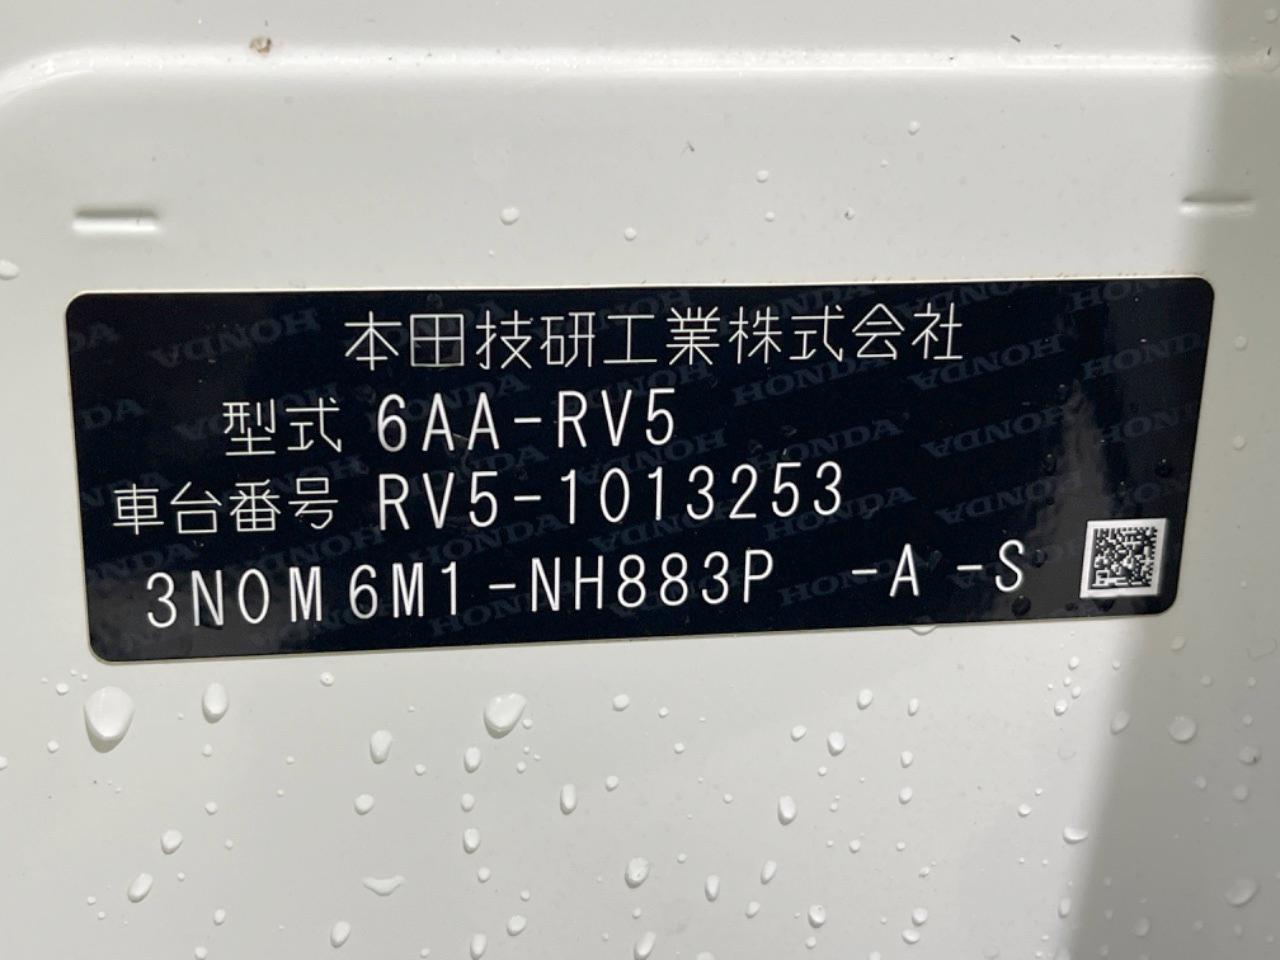 本田技研工業株式会社
型式 6AA-RV5
車台番号 RV5-1013253
3N0M6M1-NH883P -A -S